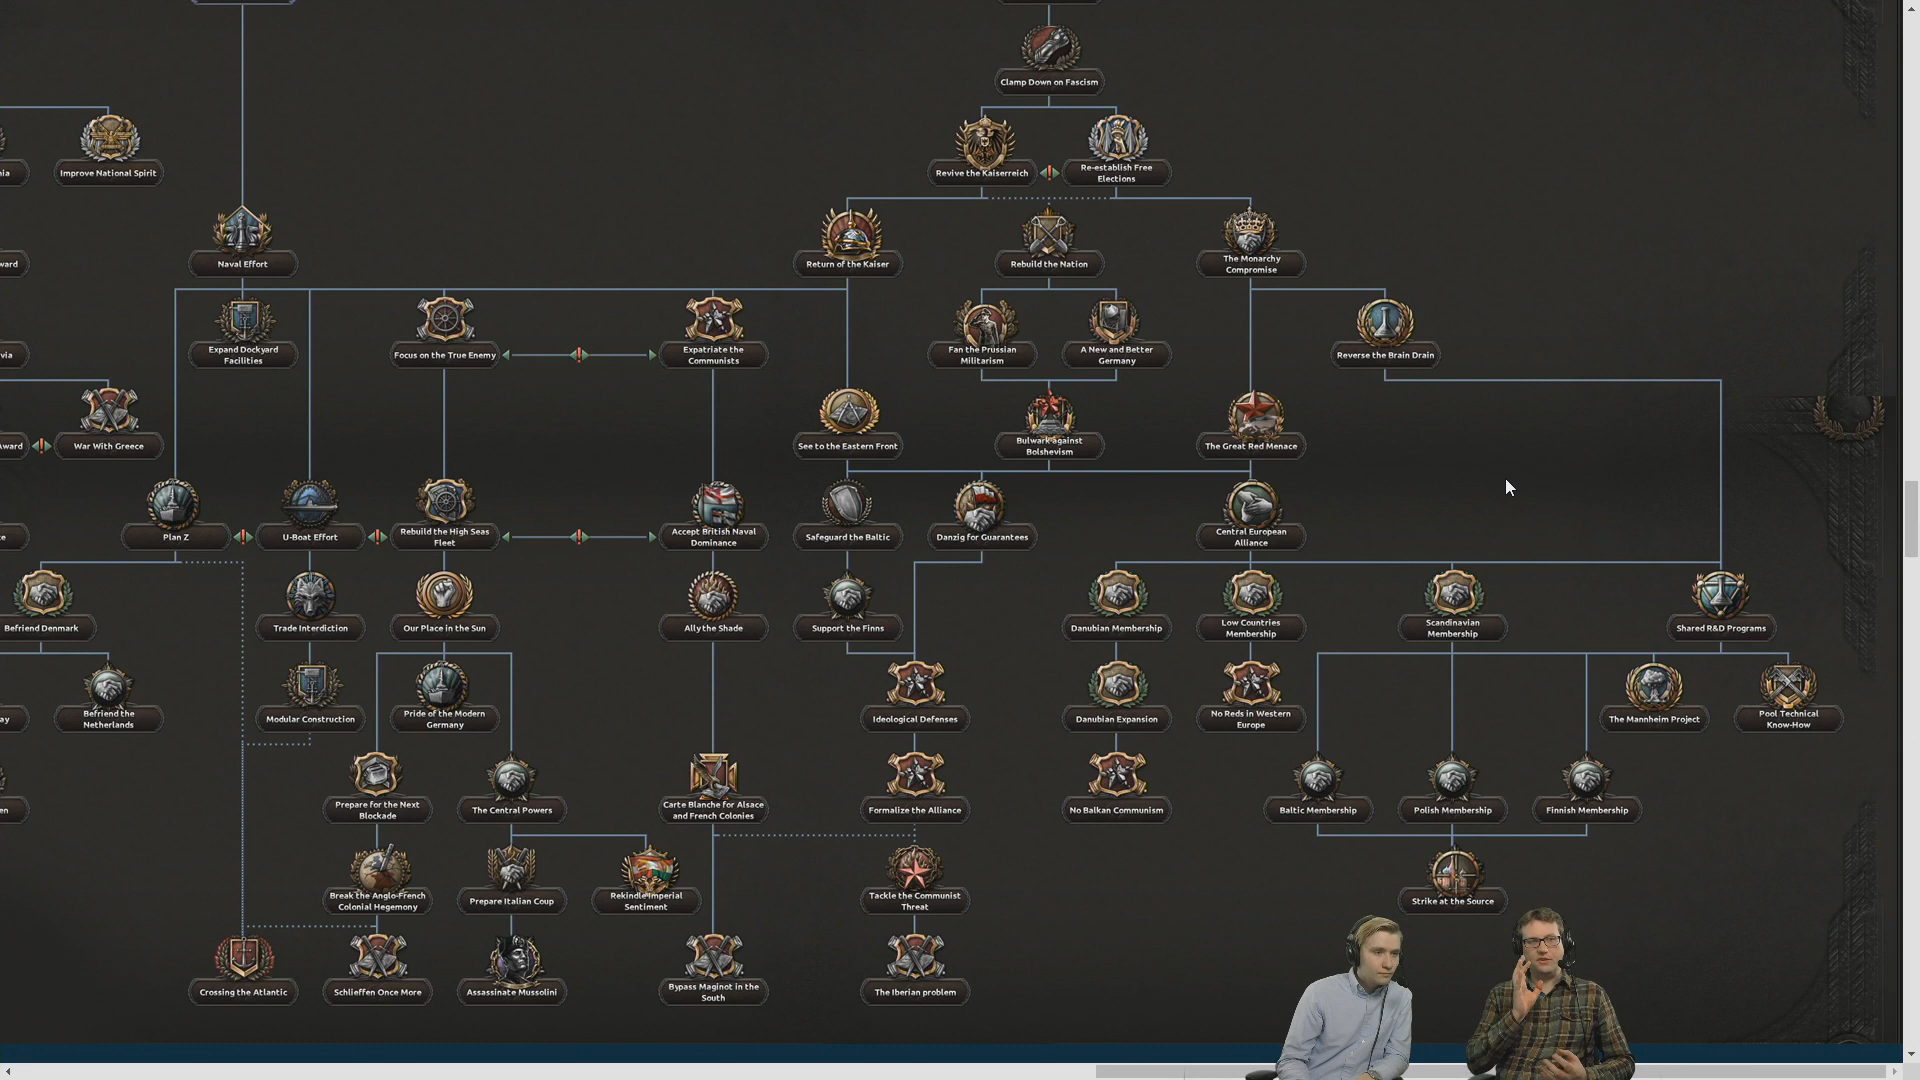 Clamp Down on Fascism
nia
Improve National Spirit
Revive the Kaiserreich
Re-establish Free
Elections
ward
Naval Effort
Return of the Kaiser
Rebuild the Nation
The Monarchy
Compromise
via
Expand Dockyard
Facilities
Focus on the True Enemy
Expatriate the
Communists
Fan the Prussian
Militarism
A New and Better
Germany
Reverse the Brain Drain
Award
War With Greece
See to the Eastern Front
Bulwark against
Bolshevism
The Great Red Menace
ce
Plan Z
U-Boat Effort
Rebuild the High Seas
Fleet
Accept British Naval
Dominance
Safeguard the Baltic
Danzig for Guarantees
Central European
Alliance
Befriend Denmark
Trade Interdiction
Our Place in the Sun
Ally the Shade
Support the Finns
Danubian Membership
Low Countries
Membership
Scandinavian
Membership
Shared R&D Programs
ay
Befriend the
Netherlands
Modular Construction
Pride of the Modern
Germany
Ideological Defenses
Danubian Expansion
No Reds in Western
Europe
The Mannheim Project
Pool Technical
Know-How
en
Prepare for the Next
Blockade
The Central Powers
Carte Blanche for Alsace
and French Colonies
Formalize the Alliance
No Balkan Communism
Baltic Membership
Polish Membership
Finnish Membership
Break the Anglo-French
Colonial Hegemony
Prepare Italian Coup
Rekindle Imperial
Sentiment
Tackle the Communist
Threat
Strike at the Source
Crossing the Atlantic
Schlieffen Once More
Assassinate Mussolini
Bypass Maginot in the
South
The Iberian problem